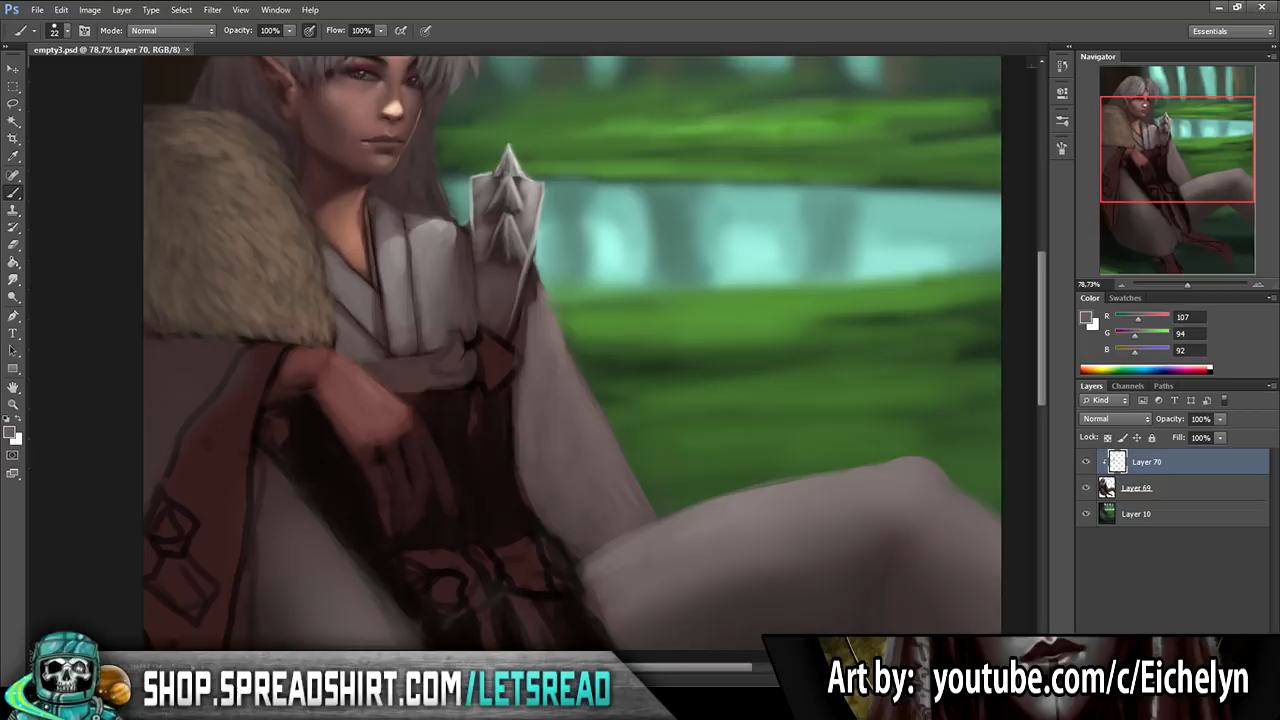 Ps File Edit Image Layer Type Select Filter View Window Help
22 Mode: Normal Opacity: 100% Flow: 100% Essentials
empty3.psd @ 78,7% (Layer 70, RGB/8) ×
Navigator
78,73%
Color Swatches
R 107
G 94
B 92
Layers Channels Paths
Kind
Normal Opacity: 100%
Lock: Fill: 100%
Layer 70
Layer 69
Layer 10
SHOP.SPREADSHIRT.COM/LETSREAD
Art by: youtube.com/c/Eichelyn